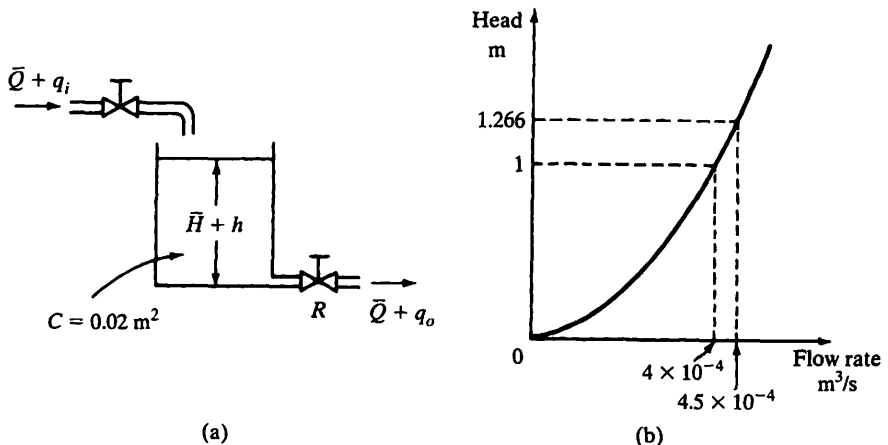 Q̄ + qᵢ
H̄ + h
C = 0.02 m²
R
Q̄ + qₒ
(a)
Head
m
1.266
1
0
4 × 10⁻⁴
4.5 × 10⁻⁴
Flow rate
m³/s
(b)